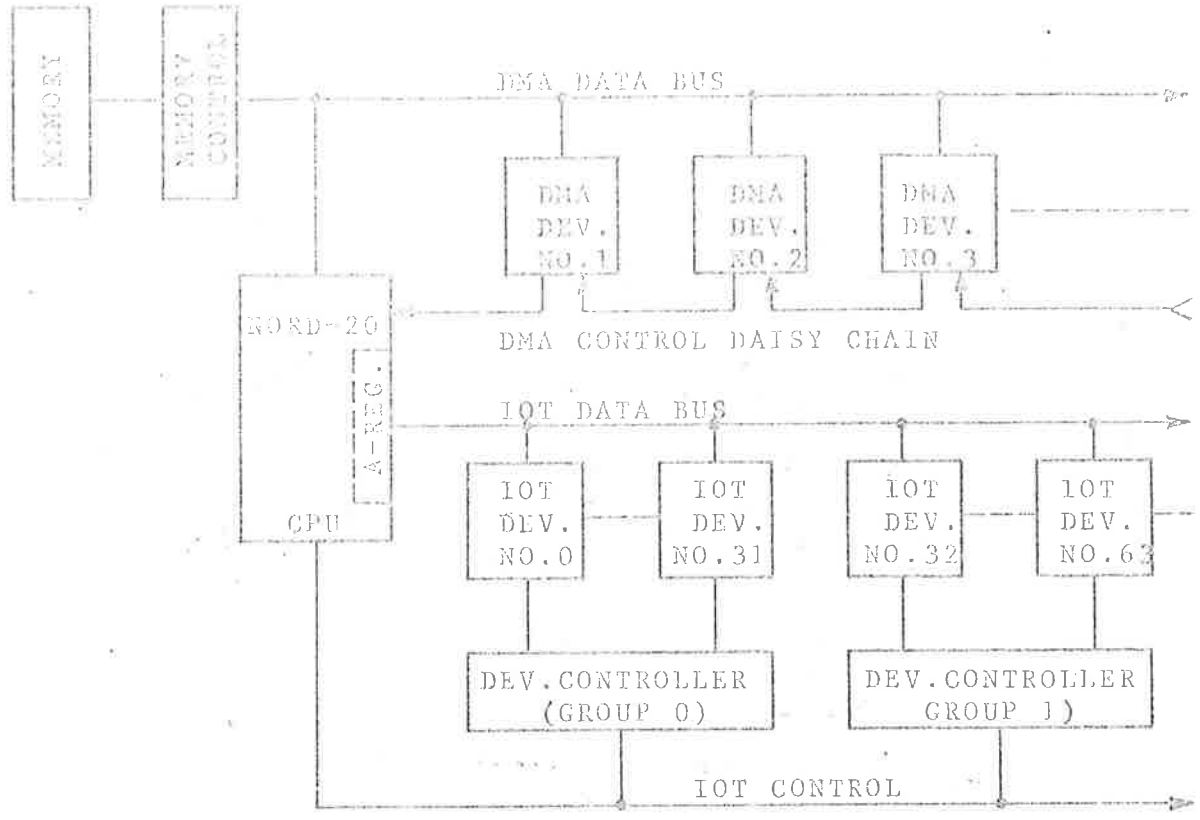 MEMORY
MEMORY
CONTROL
DMA DATA BUS
DMA
DEV.
NO.1
DMA
DEV.
NO.2
DMA
DEV.
NO.3
DMA CONTROL DAISY CHAIN
NORD-20
A-REG.
CPU
IOT DATA BUS
IOT
DEV.
NO.0
IOT
DEV.
NO.31
IOT
DEV.
NO.32
IOT
DEV.
NO.63
DEV.CONTROLLER
(GROUP 0)
DEV.CONTROLLER
GROUP 1)
IOT CONTROL